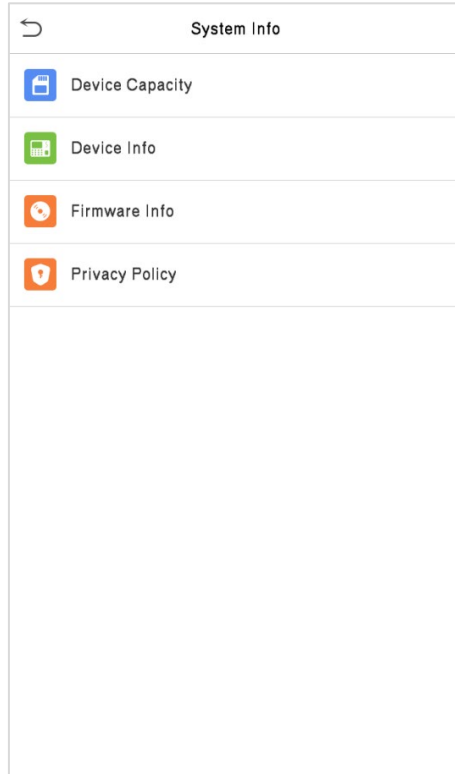 System Info
Device Capacity
Device Info
Firmware Info
Privacy Policy